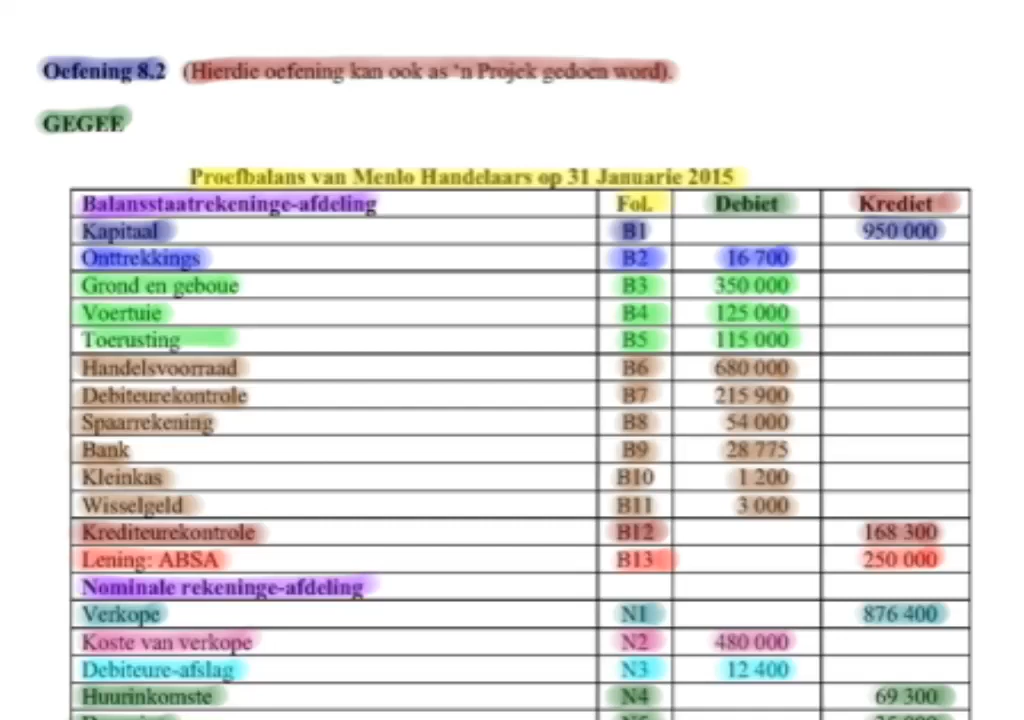 Oefening 8.2 (Hierdie oefening kan ook as 'n Projek gedoen word).
GEGEE
Proefbalans van Menlo Handelaars op 31 Januarie 2015
Balansstaatrekeninge-afdeling Fol. Debiet Krediet
Kapitaal B1 950 000
Onttrekkings B2 16 700
Grond en geboue B3 350 000
Voertuie B4 125 000
Toerusting B5 115 000
Handelsvoorraad B6 680 000
Debiteurekontrole B7 215 900
Spaarrekening B8 54 000
Bank B9 28 775
Kleinkas B10 1 200
Wisselgeld B11 3 000
Krediteurekontrole B12 168 300
Lening: ABSA B13 250 000
Nominale rekeninge-afdeling
Verkope N1 876 400
Koste van verkope N2 480 000
Debiteure-afslag N3 12 400
Huurinkomste N4 69 300